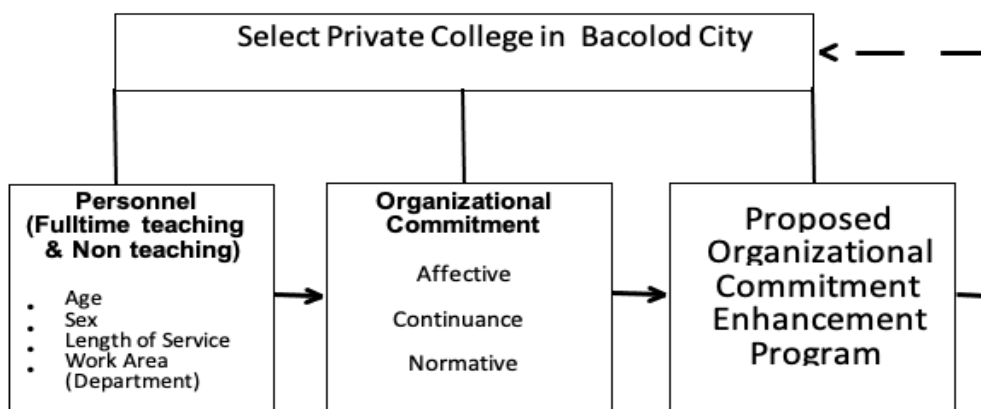 Select Private College in Bacolod City
Personnel
(Fulltime teaching
& Non teaching)
• Age
• Sex
• Length of Service
• Work Area
(Department)
Organizational
Commitment
Affective
Continuance
Normative
Proposed
Organizational
Commitment
Enhancement
Program